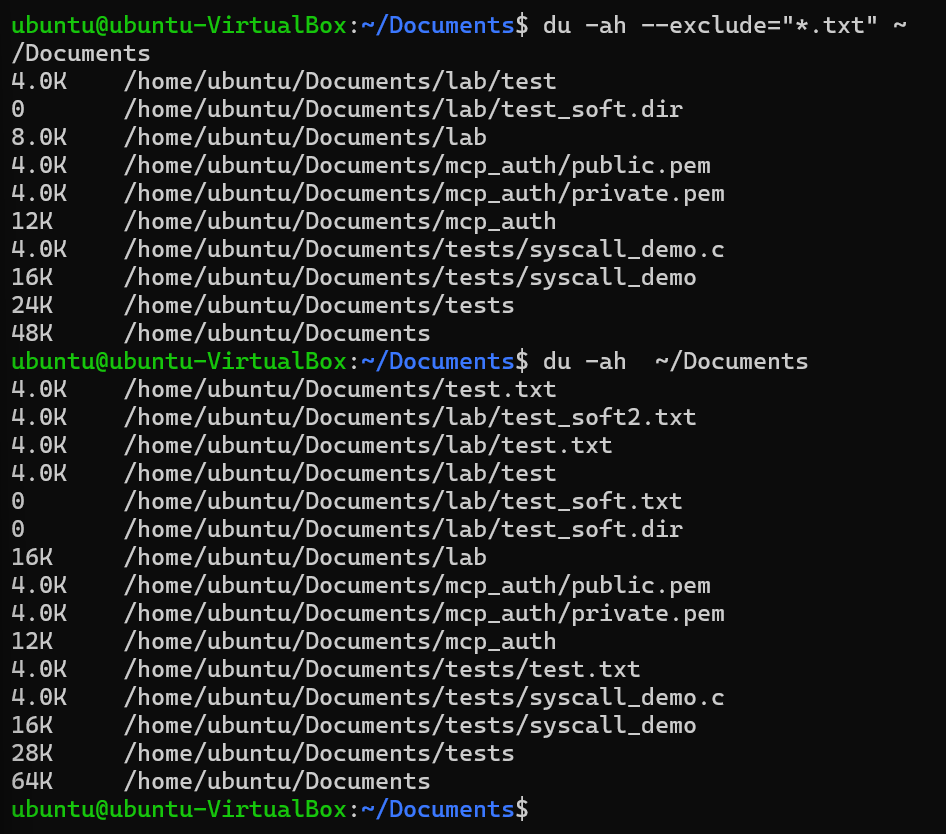 ubuntu@ubuntu-VirtualBox:~/Documents$ du -ah --exclude="*.txt" ~
/Documents
4.0K    /home/ubuntu/Documents/lab/test
0       /home/ubuntu/Documents/lab/test_soft.dir
8.0K    /home/ubuntu/Documents/lab
4.0K    /home/ubuntu/Documents/mcp_auth/public.pem
4.0K    /home/ubuntu/Documents/mcp_auth/private.pem
12K     /home/ubuntu/Documents/mcp_auth
4.0K    /home/ubuntu/Documents/tests/syscall_demo.c
16K     /home/ubuntu/Documents/tests/syscall_demo
24K     /home/ubuntu/Documents/tests
48K     /home/ubuntu/Documents
ubuntu@ubuntu-VirtualBox:~/Documents$ du -ah  ~/Documents
4.0K    /home/ubuntu/Documents/test.txt
4.0K    /home/ubuntu/Documents/lab/test_soft2.txt
4.0K    /home/ubuntu/Documents/lab/test.txt
4.0K    /home/ubuntu/Documents/lab/test
0       /home/ubuntu/Documents/lab/test_soft.txt
0       /home/ubuntu/Documents/lab/test_soft.dir
16K     /home/ubuntu/Documents/lab
4.0K    /home/ubuntu/Documents/mcp_auth/public.pem
4.0K    /home/ubuntu/Documents/mcp_auth/private.pem
12K     /home/ubuntu/Documents/mcp_auth
4.0K    /home/ubuntu/Documents/tests/test.txt
4.0K    /home/ubuntu/Documents/tests/syscall_demo.c
16K     /home/ubuntu/Documents/tests/syscall_demo
28K     /home/ubuntu/Documents/tests
64K     /home/ubuntu/Documents
ubuntu@ubuntu-VirtualBox:~/Documents$